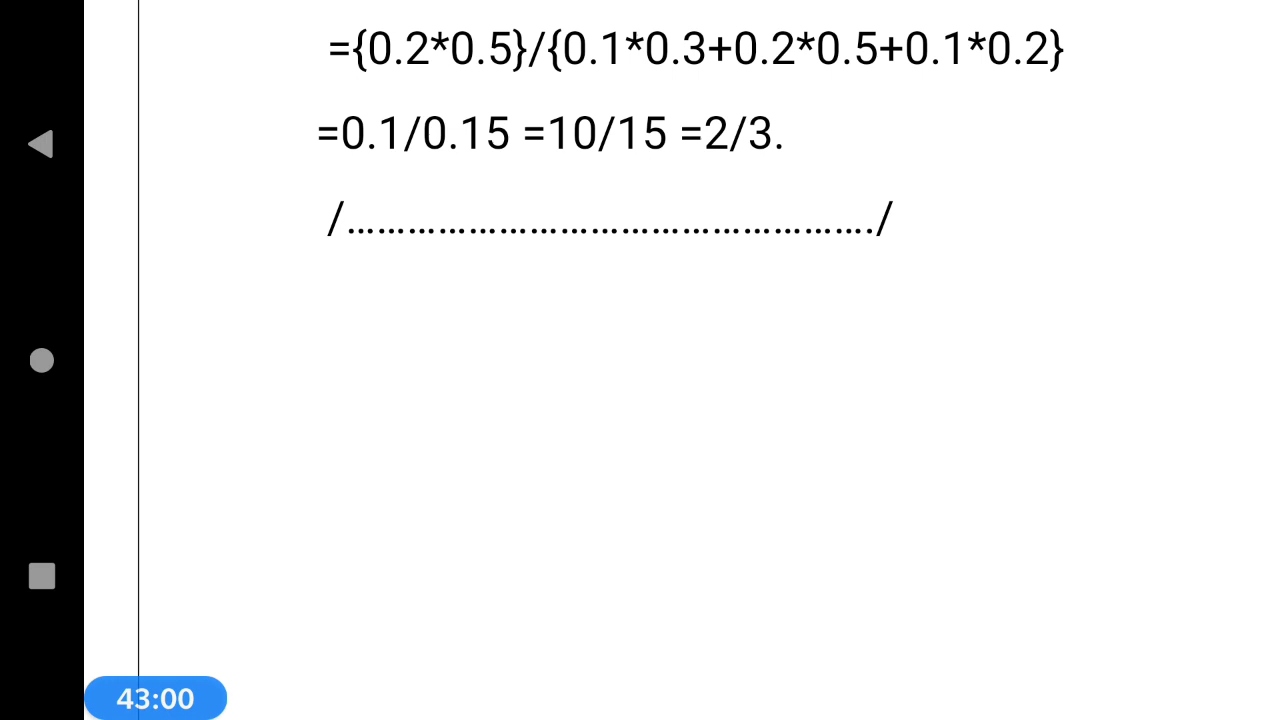 ={0.2*0.5}/{0.1*0.3+0.2*0.5+0.1*0.2}
=0.1/0.15 =10/15 =2/3.
/………………………………………………./
43:00